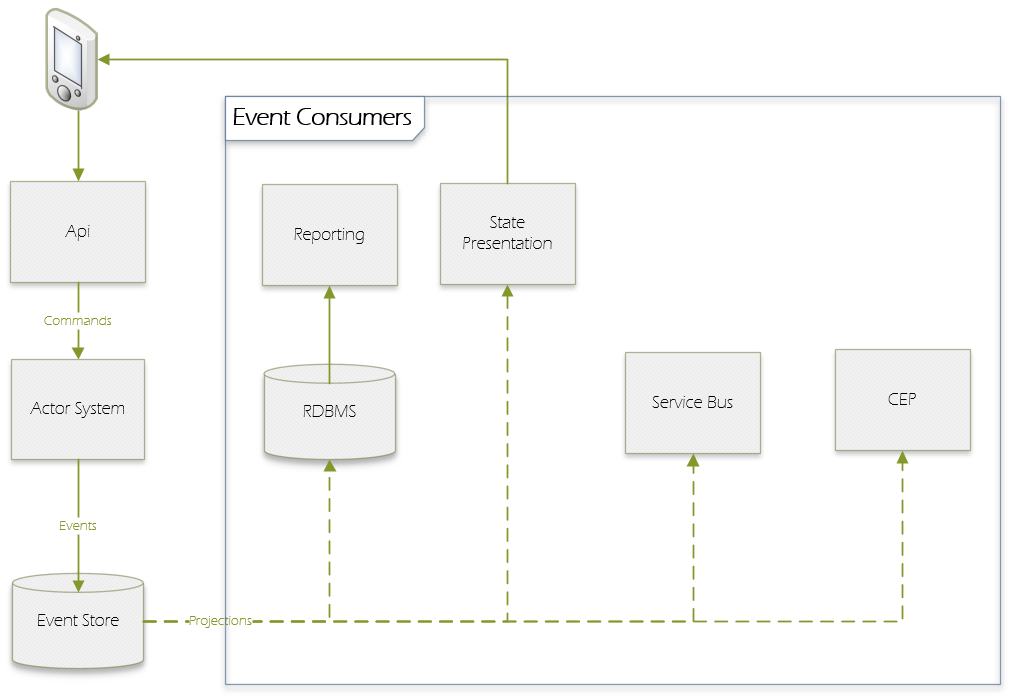 Event Consumers
Api
Reporting
State
Presentation
Commands
Actor System
RDBMS
Service Bus
CEP
Events
Event Store
Projections